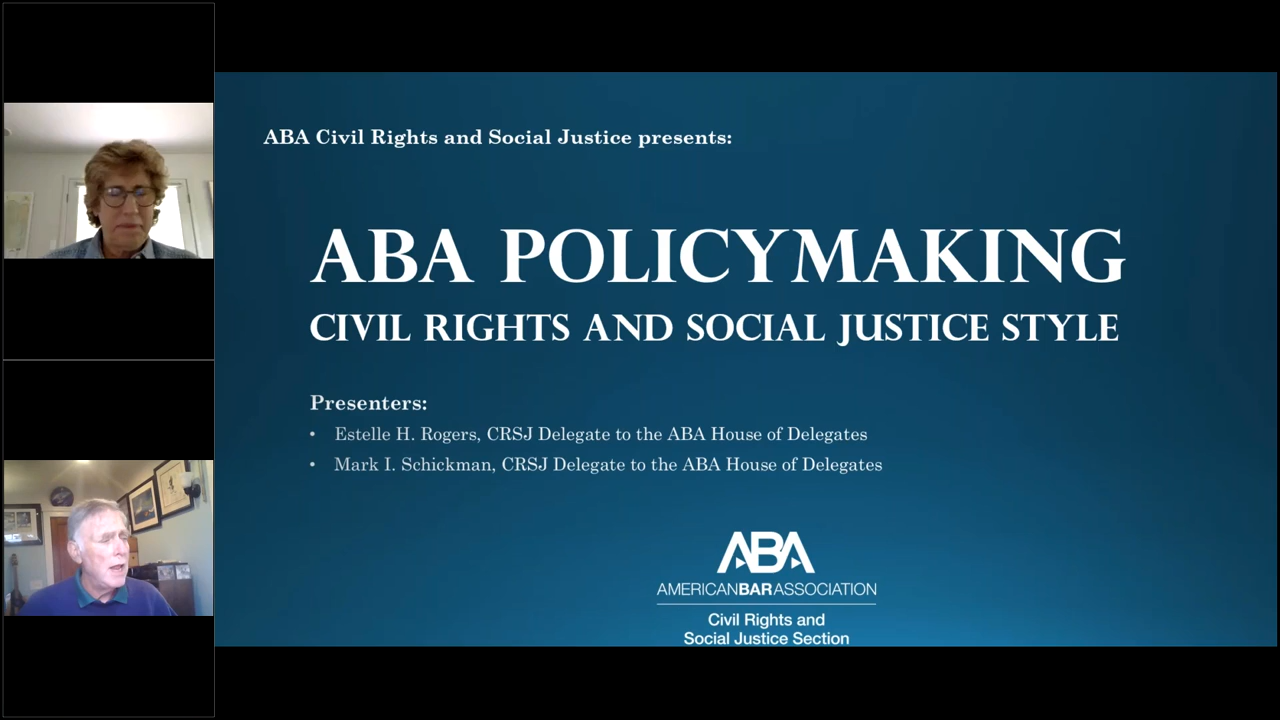 ABA Civil Rights and Social Justice presents:
ABA POLICYMAKING
CIVIL RIGHTS AND SOCIAL JUSTICE STYLE
Presenters:
• Estelle H. Rogers, CRSJ Delegate to the ABA House of Delegates
• Mark I. Schickman, CRSJ Delegate to the ABA House of Delegates
ABA
AMERICANBARASSOCIATION
Civil Rights and
Social Justice Section